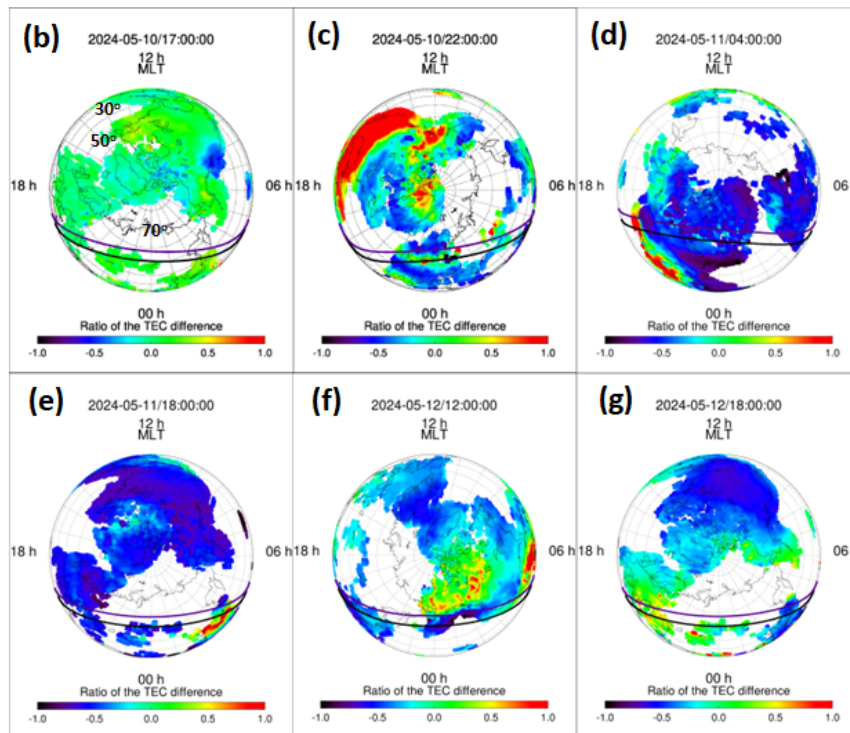 (b)
2024-05-10/17:00:00
12 h
MLT
30°
50°
70°
18 h
06 h
00 h
Ratio of the TEC difference
-1.0 -0.5 0.0 0.5 1.0
(c)
2024-05-10/22:00:00
12 h
MLT
00 h
Ratio of the TEC difference
-1.0 -0.5 0.0 0.5 1.0
(d)
2024-05-11/04:00:00
12 h
MLT
18 h
06
00 h
Ratio of the TEC difference
-1.0 -0.5 0.0 0.5 1.0
(e)
2024-05-11/18:00:00
12 h
MLT
18 h
06 h
00 h
Ratio of the TEC difference
-1.0 -0.5 0.0 0.5 1.0
(f)
2024-05-12/12:00:00
12 h
MLT
00 h
Ratio of the TEC difference
-1.0 -0.5 0.0 0.5 1.0
(g)
2024-05-12/18:00:00
12 h
MLT
18 h
06
00 h
Ratio of the TEC difference
-1.0 -0.5 0.0 0.5 1.0